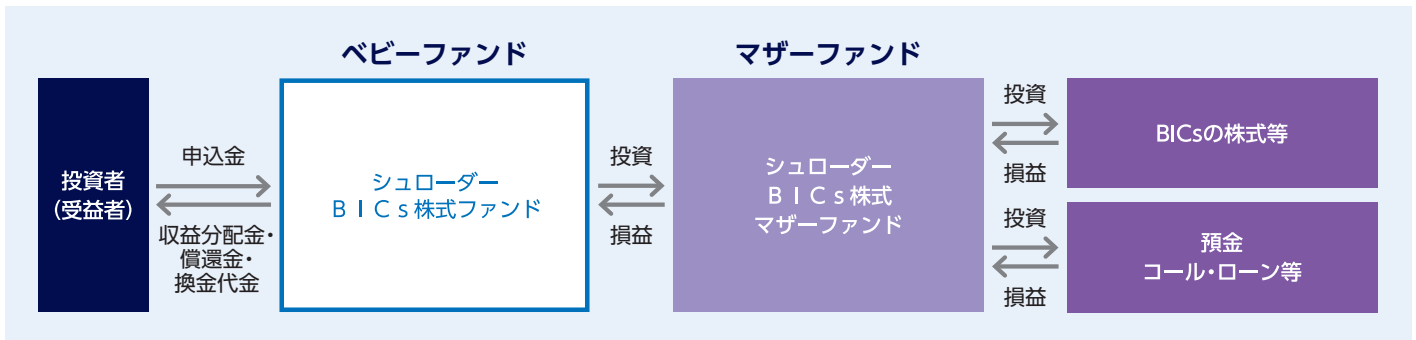 ベビーファンド
マザーファンド
投資者
(受益者)
申込金
収益分配金・
償還金・
換金代金
シュローダー
ＢＩＣｓ株式ファンド
投資
損益
シュローダー
ＢＩＣｓ株式
マザーファンド
投資
損益
BICsの株式等
投資
損益
預金
コール・ローン等